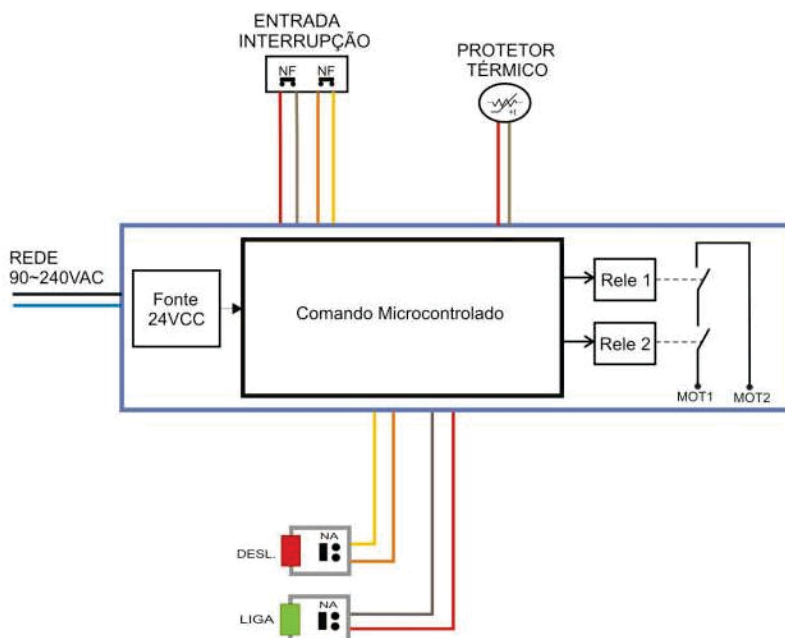 ENTRADA
INTERRUPÇÃO
NF NF
PROTETOR
TÉRMICO
+t
REDE
90~240VAC
Fonte
24VCC
Comando Microcontrolado
Rele 1
Rele 2
MOT1 MOT2
NA
DESL.
NA
LIGA